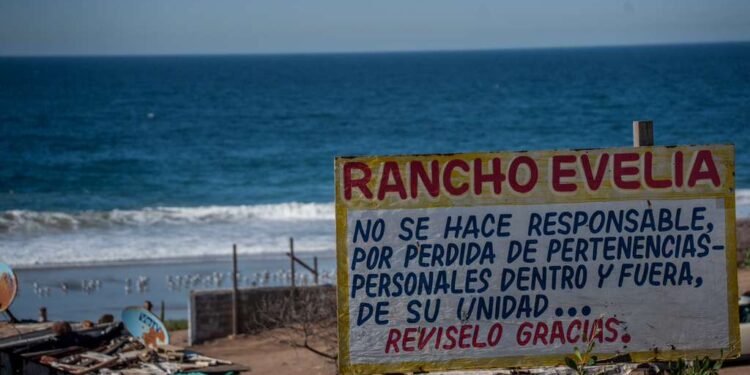 RANCHO EVELIA
NO SE HACE RESPONSABLE,
POR PERDIDA DE PERTENENCIAS-
PERSONALES DENTRO Y FUERA,
DE SU UNIDAD...
REVISELO GRACIAS.